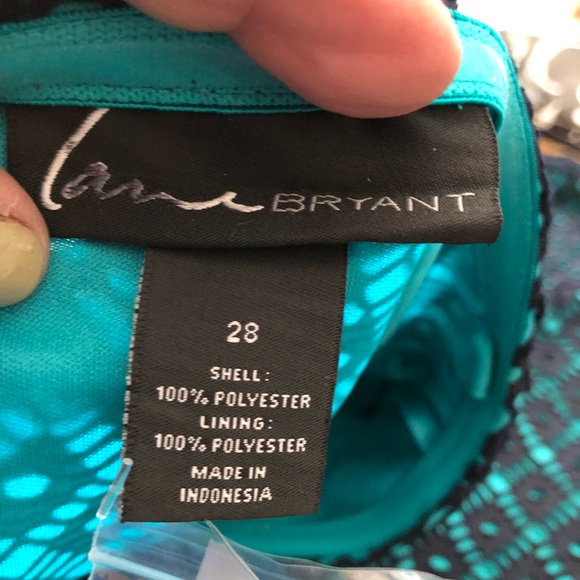 Lane BRYANT
28
SHELL:
100% POLYESTER
LINING:
100% POLYESTER
MADE IN
INDONESIA